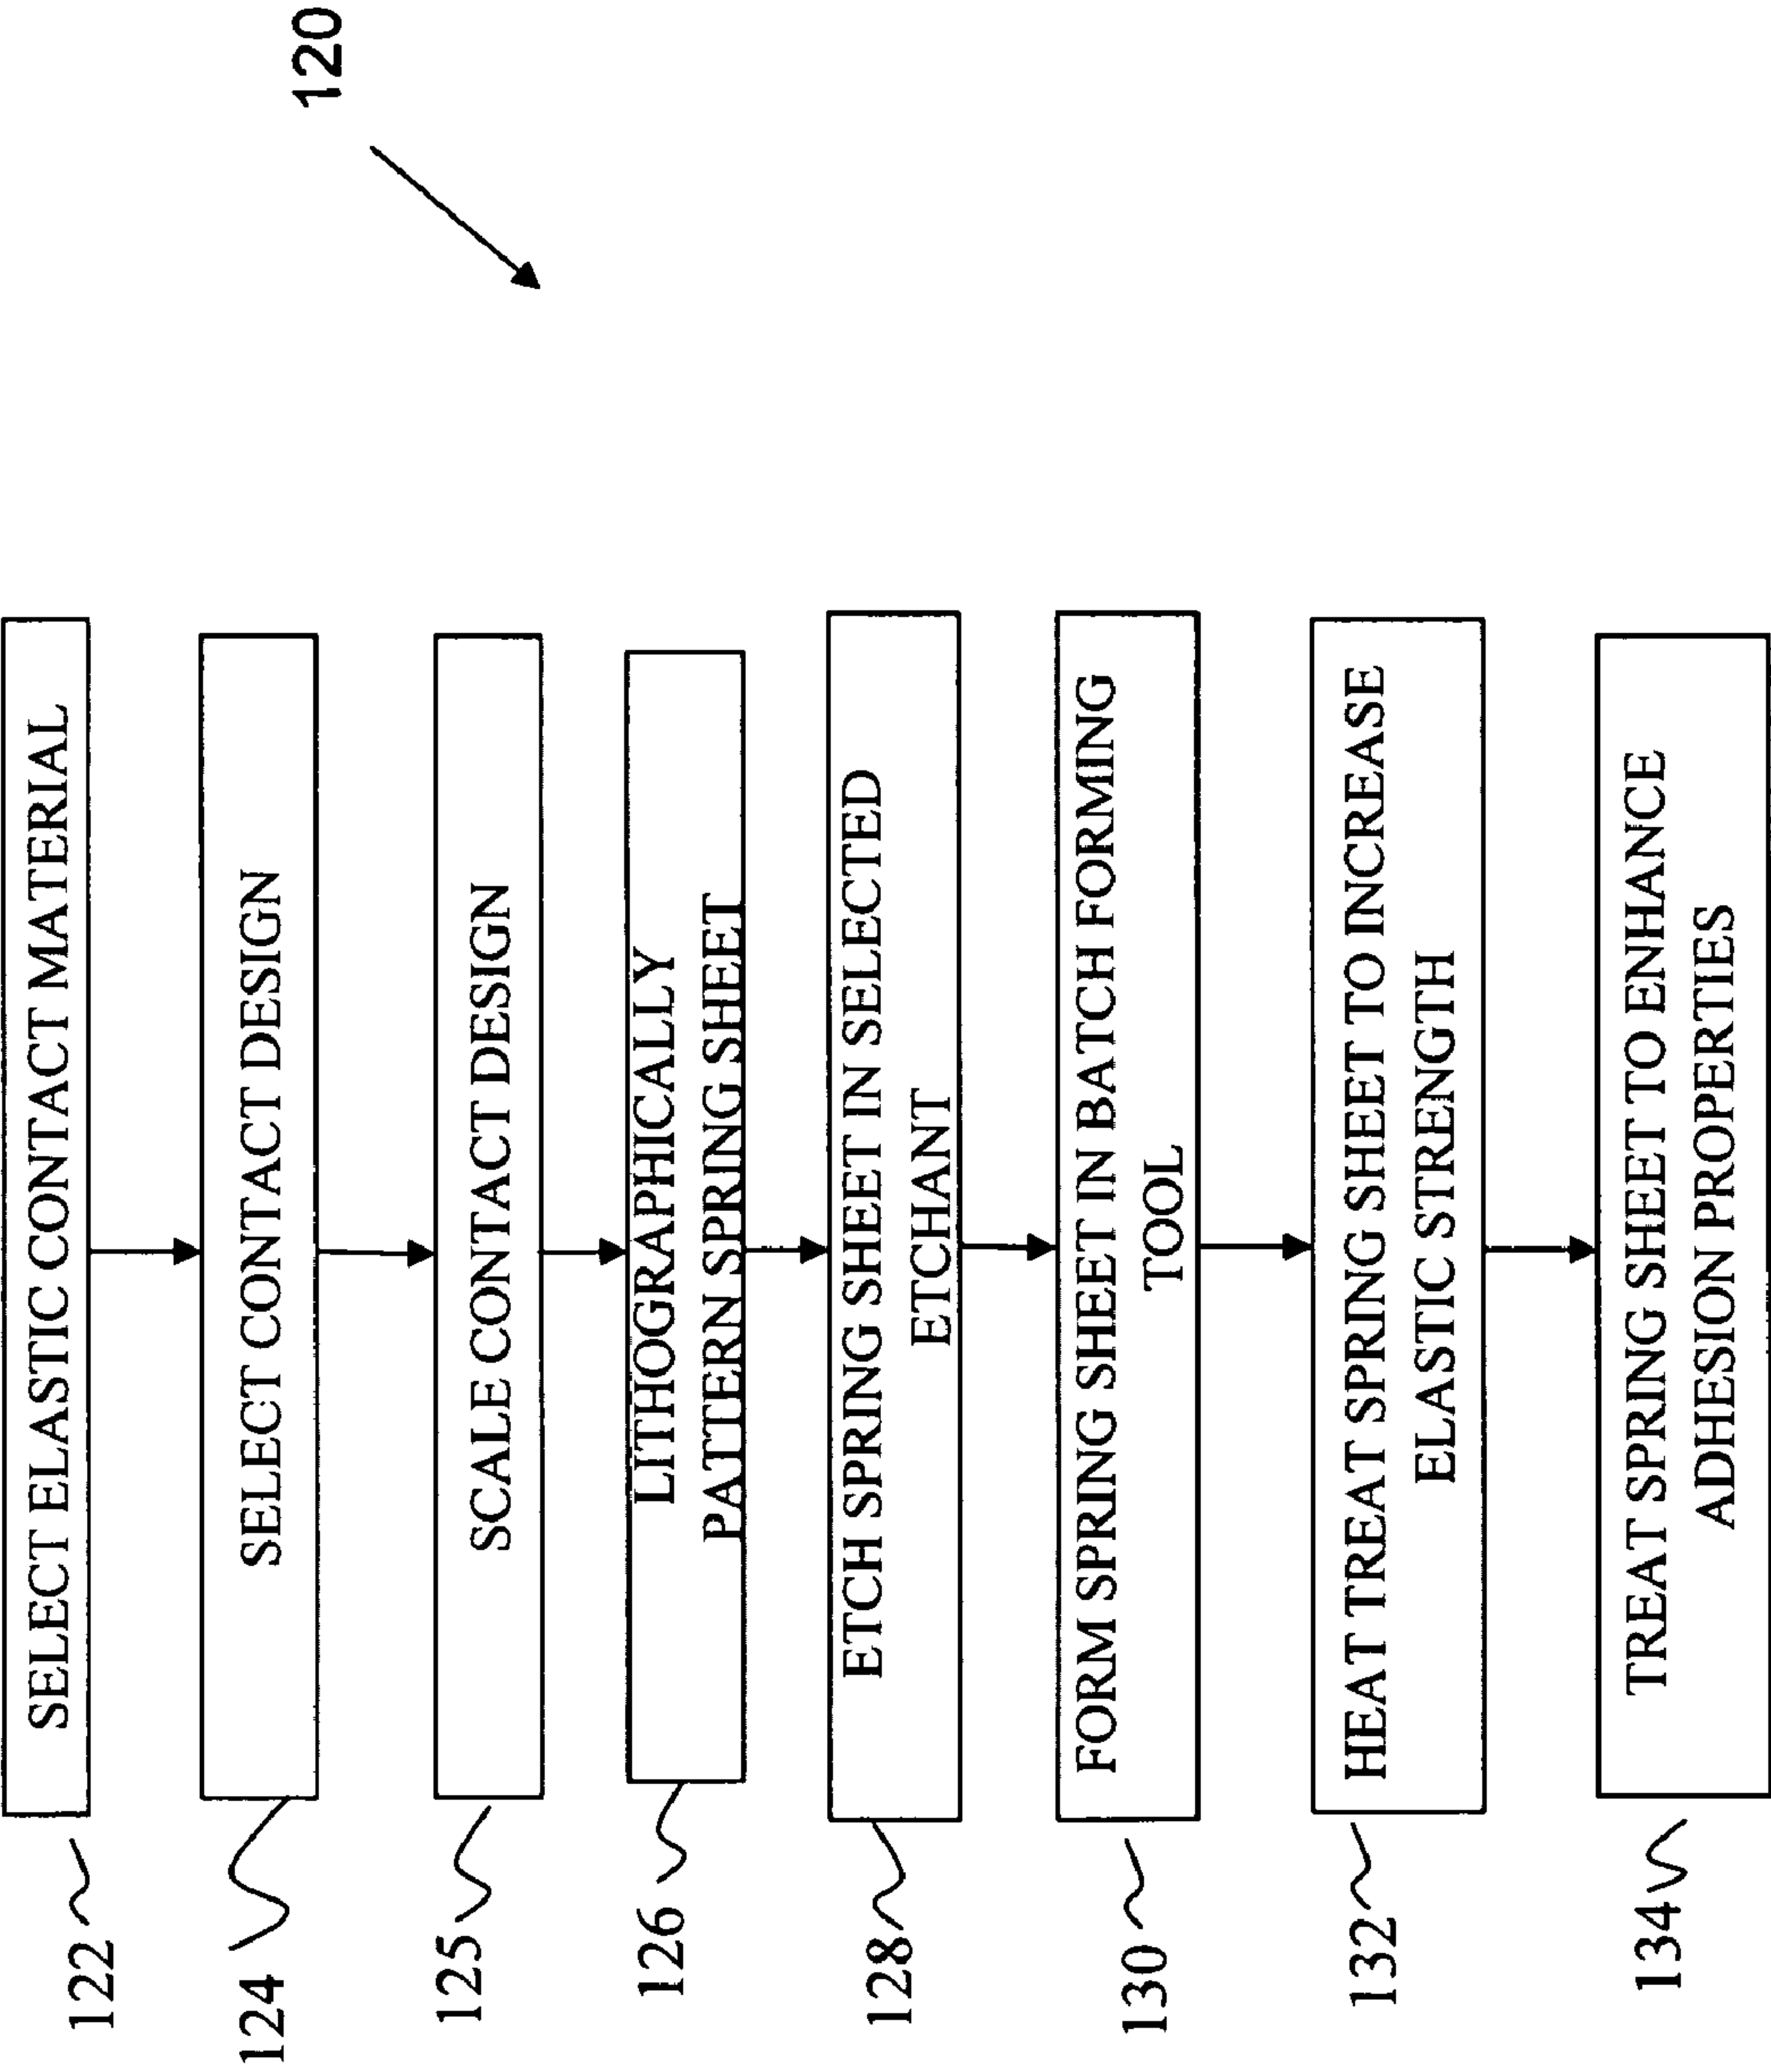 120
122
SELECT ELASTIC CONTACT MATERIAL
124
SELECT CONTACT DESIGN
125
SCALE CONTACT DESIGN
126
LITHOGRAPHICALLY
PATTERN SPRING SHEET
128
ETCH SPRING SHEET IN SELECTED
ETCHANT
130
FORM SPRING SHEET IN BATCH FORMING
TOOL
132
HEAT TREAT SPRING SHEET TO INCREASE
ELASTIC STRENGTH
134
TREAT SPRING SHEET TO ENHANCE
ADHESION PROPERTIES